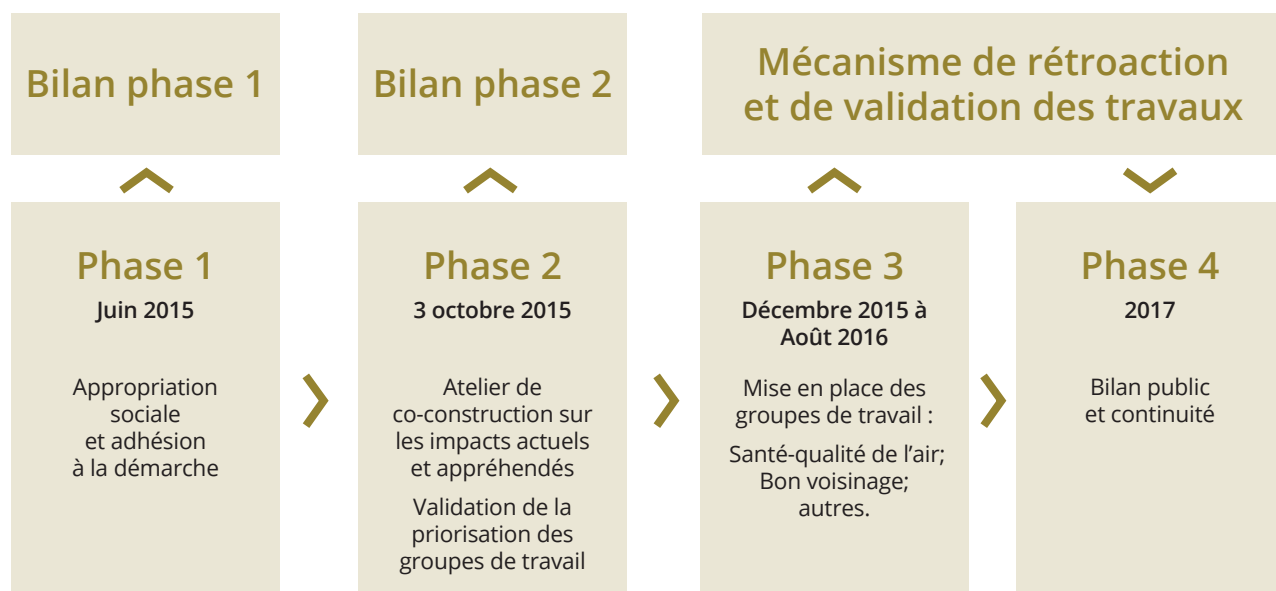 Bilan phase 1
Bilan phase 2
Mécanisme de rétroaction
et de validation des travaux
Phase 1
Juin 2015
Appropriation
sociale
et adhésion
à la démarche
Phase 2
3 octobre 2015
Atelier de
co-construction sur
les impacts actuels
et appréhendés
Validation de la
priorisation des
groupes de travail
Phase 3
Décembre 2015 à
Août 2016
Mise en place des
groupes de travail :
Santé-qualité de l’air;
Bon voisinage;
autres.
Phase 4
2017
Bilan public
et continuité